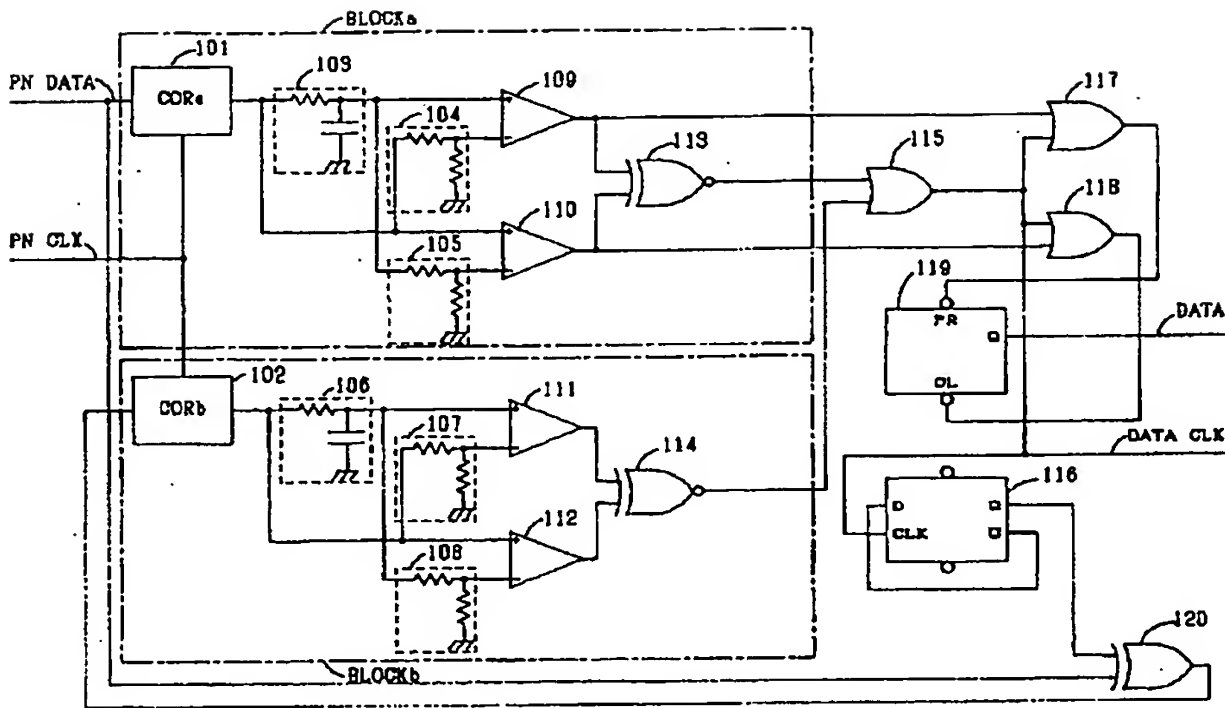 BLOCKa
101
PN DATA
CORa
103
109
117
104
113
115
118
110
PN CLK
105
119
PR
Q
DATA
CL
102
CORb
106
111
107
114
DATA CLK
116
D
Q
CLK
Q
112
108
120
BLOCKb